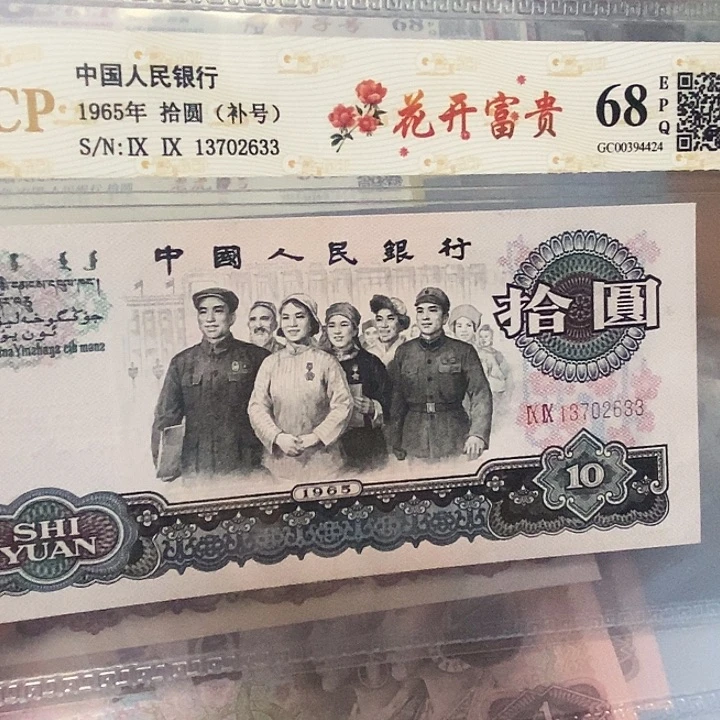 CP
中国人民银行
1965年 拾圆（补号）
S/N:IX IX 13702633
花开富贵
68
EPQ
GC00394424
中國人民銀行
拾圓
IX IX 13702633
1965
10
SHI
YUAN